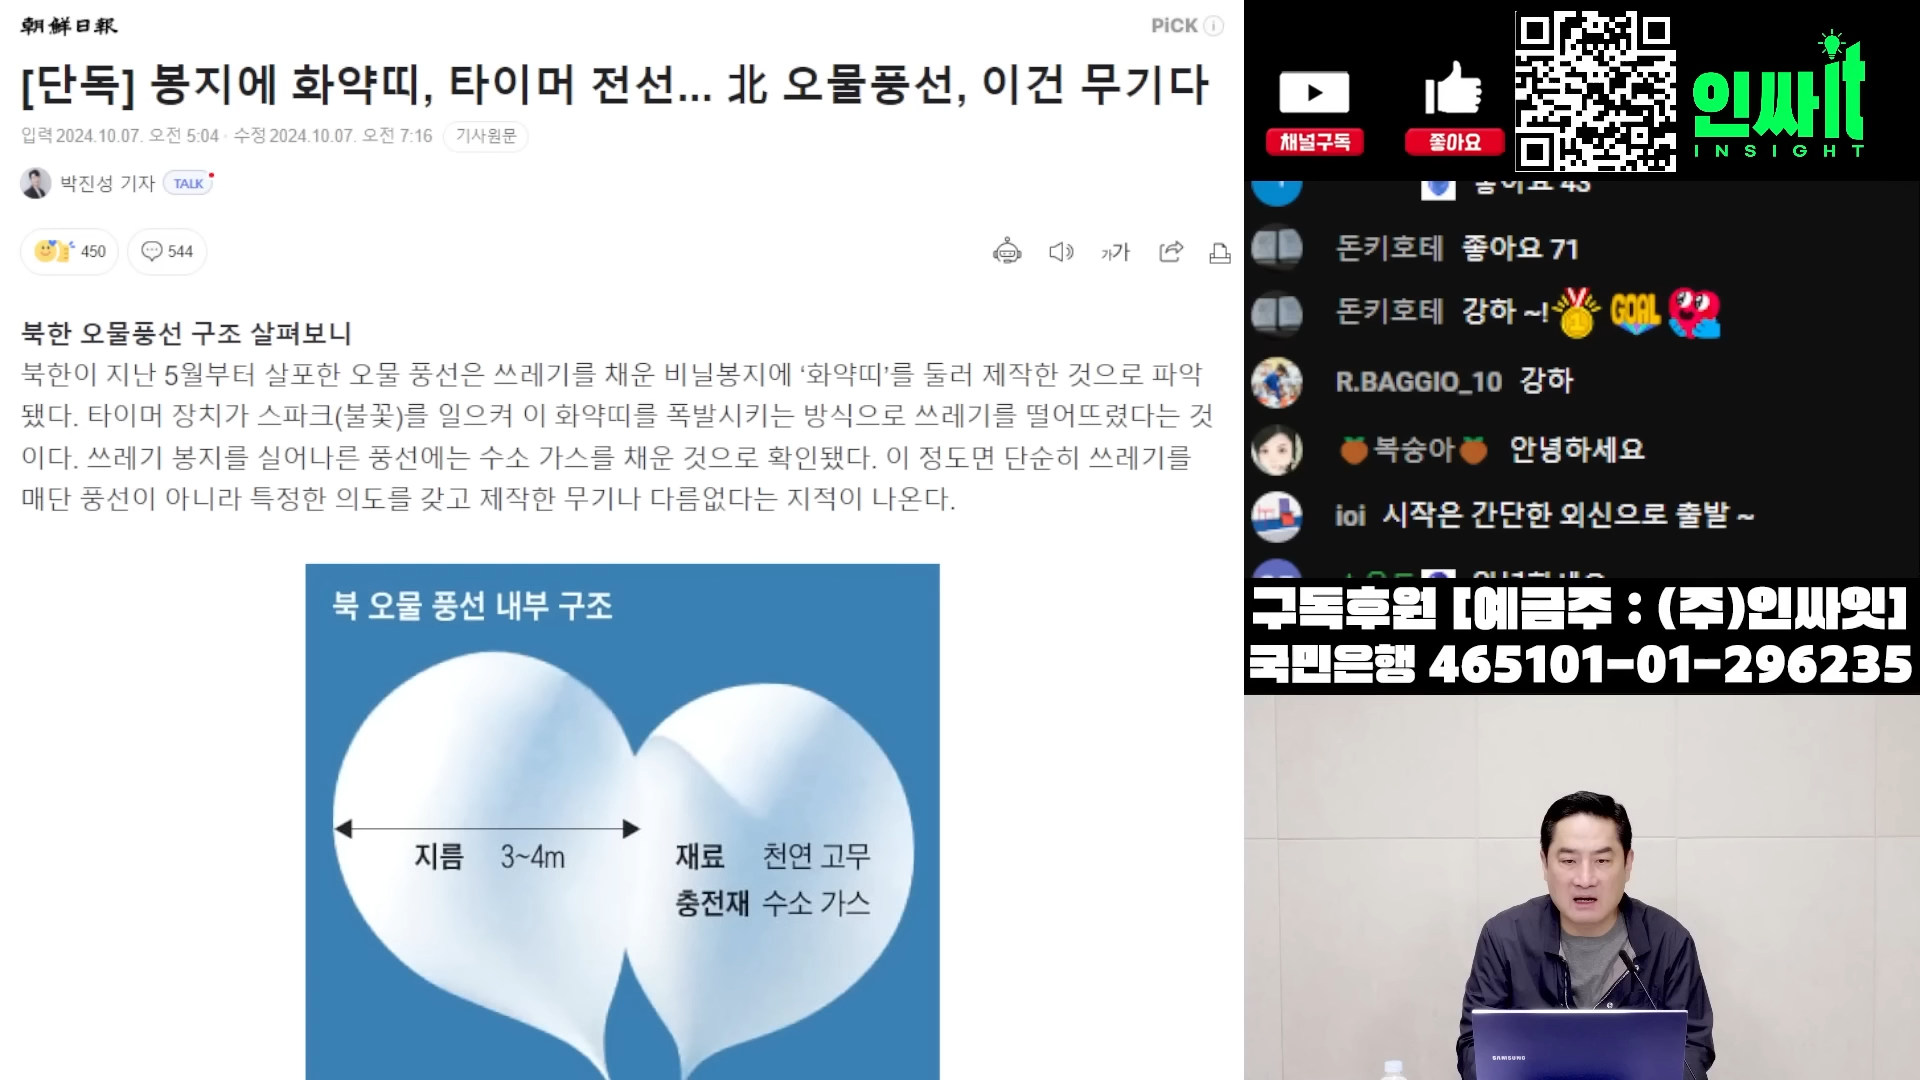 朝鮮日報
PiCK
[단독] 봉지에 화약띠, 타이머 전선... 北 오물풍선, 이건 무기다
입력 2024.10.07. 오전 5:04 · 수정 2024.10.07. 오전 7:16 기사원문
박진성 기자 TALK
450 544
가가
북한 오물풍선 구조 살펴보니
북한이 지난 5월부터 살포한 오물 풍선은 쓰레기를 채운 비닐봉지에 ‘화약띠’를 둘러 제작한 것으로 파악
됐다. 타이머 장치가 스파크(불꽃)를 일으켜 이 화약띠를 폭발시키는 방식으로 쓰레기를 떨어뜨렸다는 것
이다. 쓰레기 봉지를 실어나른 풍선에는 수소 가스를 채운 것으로 확인됐다. 이 정도면 단순히 쓰레기를
매단 풍선이 아니라 특정한 의도를 갖고 제작한 무기나 다름없다는 지적이 나온다.
북 오물 풍선 내부 구조
지름 3~4m
재료 천연 고무
충전재 수소 가스
채널구독
좋아요
인싸it
INSIGHT
좋아요 43
돈키호테 좋아요 71
돈키호테 강하 ~! GOAL
R.BAGGIO_10 강하
복숭아 안녕하세요
ioi 시작은 간단한 외신으로 출발 ~
구독후원 [예금주 : (주)인싸잇]
국민은행 465101-01-296235
SAMSUNG